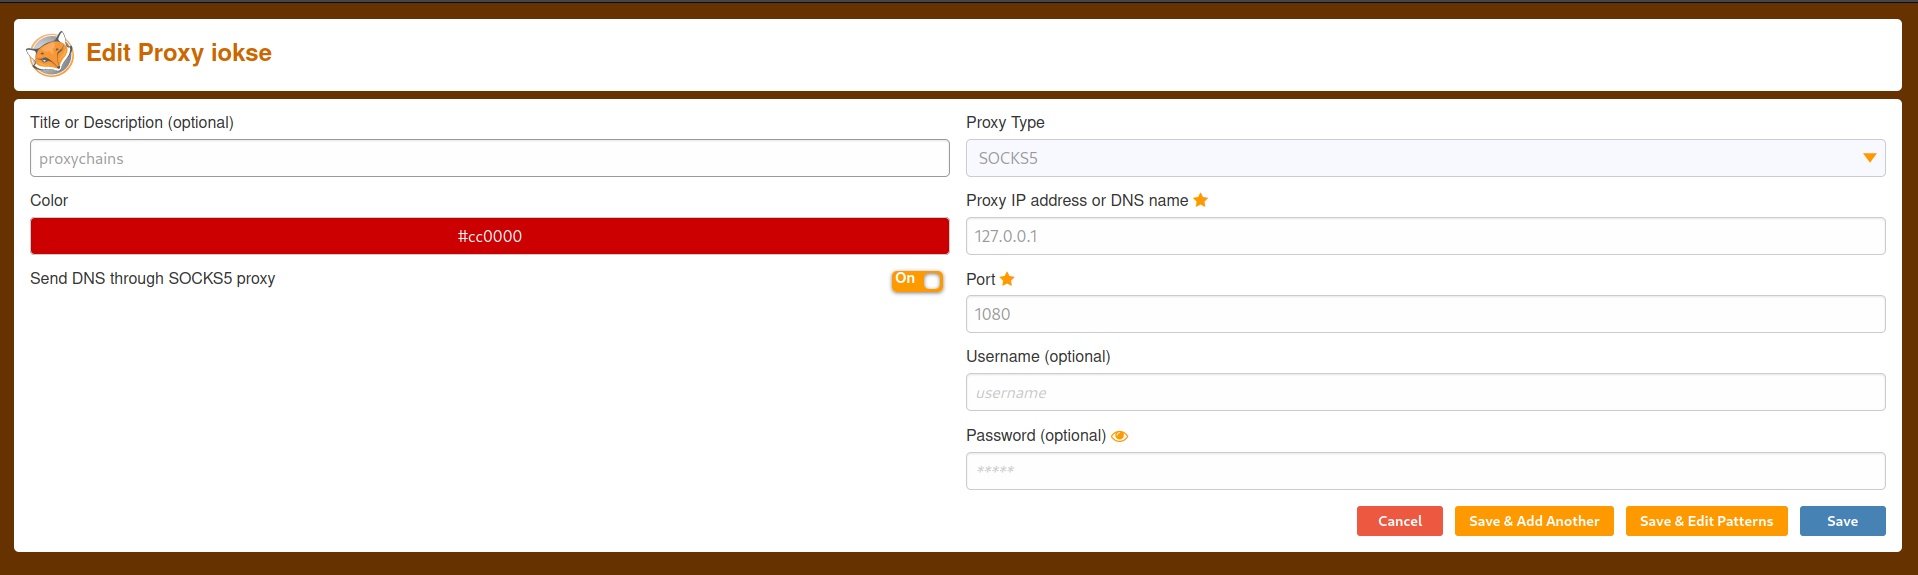 Edit Proxy iokse
Title or Description (optional)
proxychains
Color
#cc0000
Send DNS through SOCKS5 proxy
On
Proxy Type
SOCKS5
Proxy IP address or DNS name
127.0.0.1
Port
1080
Username (optional)
username
Password (optional)
*****
Cancel
Save & Add Another
Save & Edit Patterns
Save